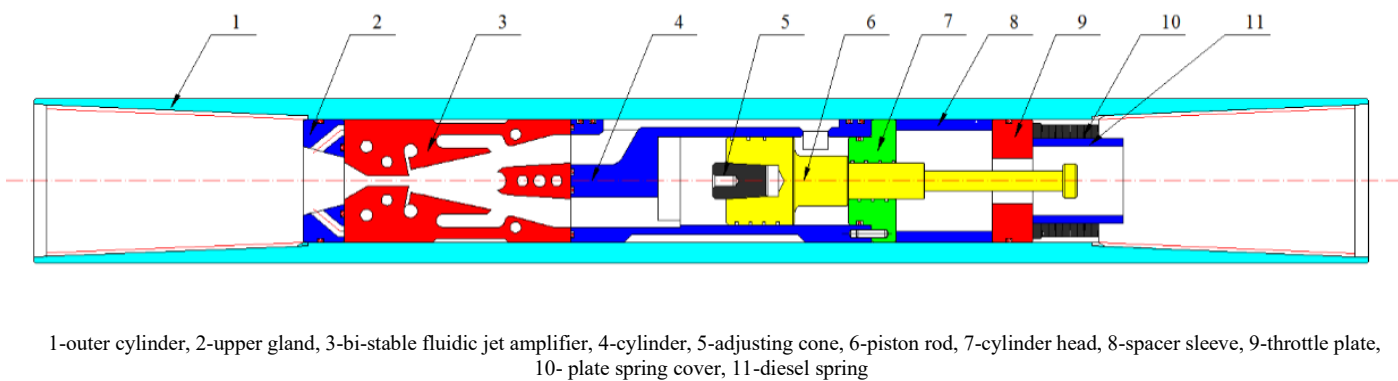 1 2 3 4 5 6 7 8 9 10 11
1-outer cylinder, 2-upper gland, 3-bi-stable fluidic jet amplifier, 4-cylinder, 5-adjusting cone, 6-piston rod, 7-cylinder head, 8-spacer sleeve, 9-throttle plate,
10- plate spring cover, 11-diesel spring